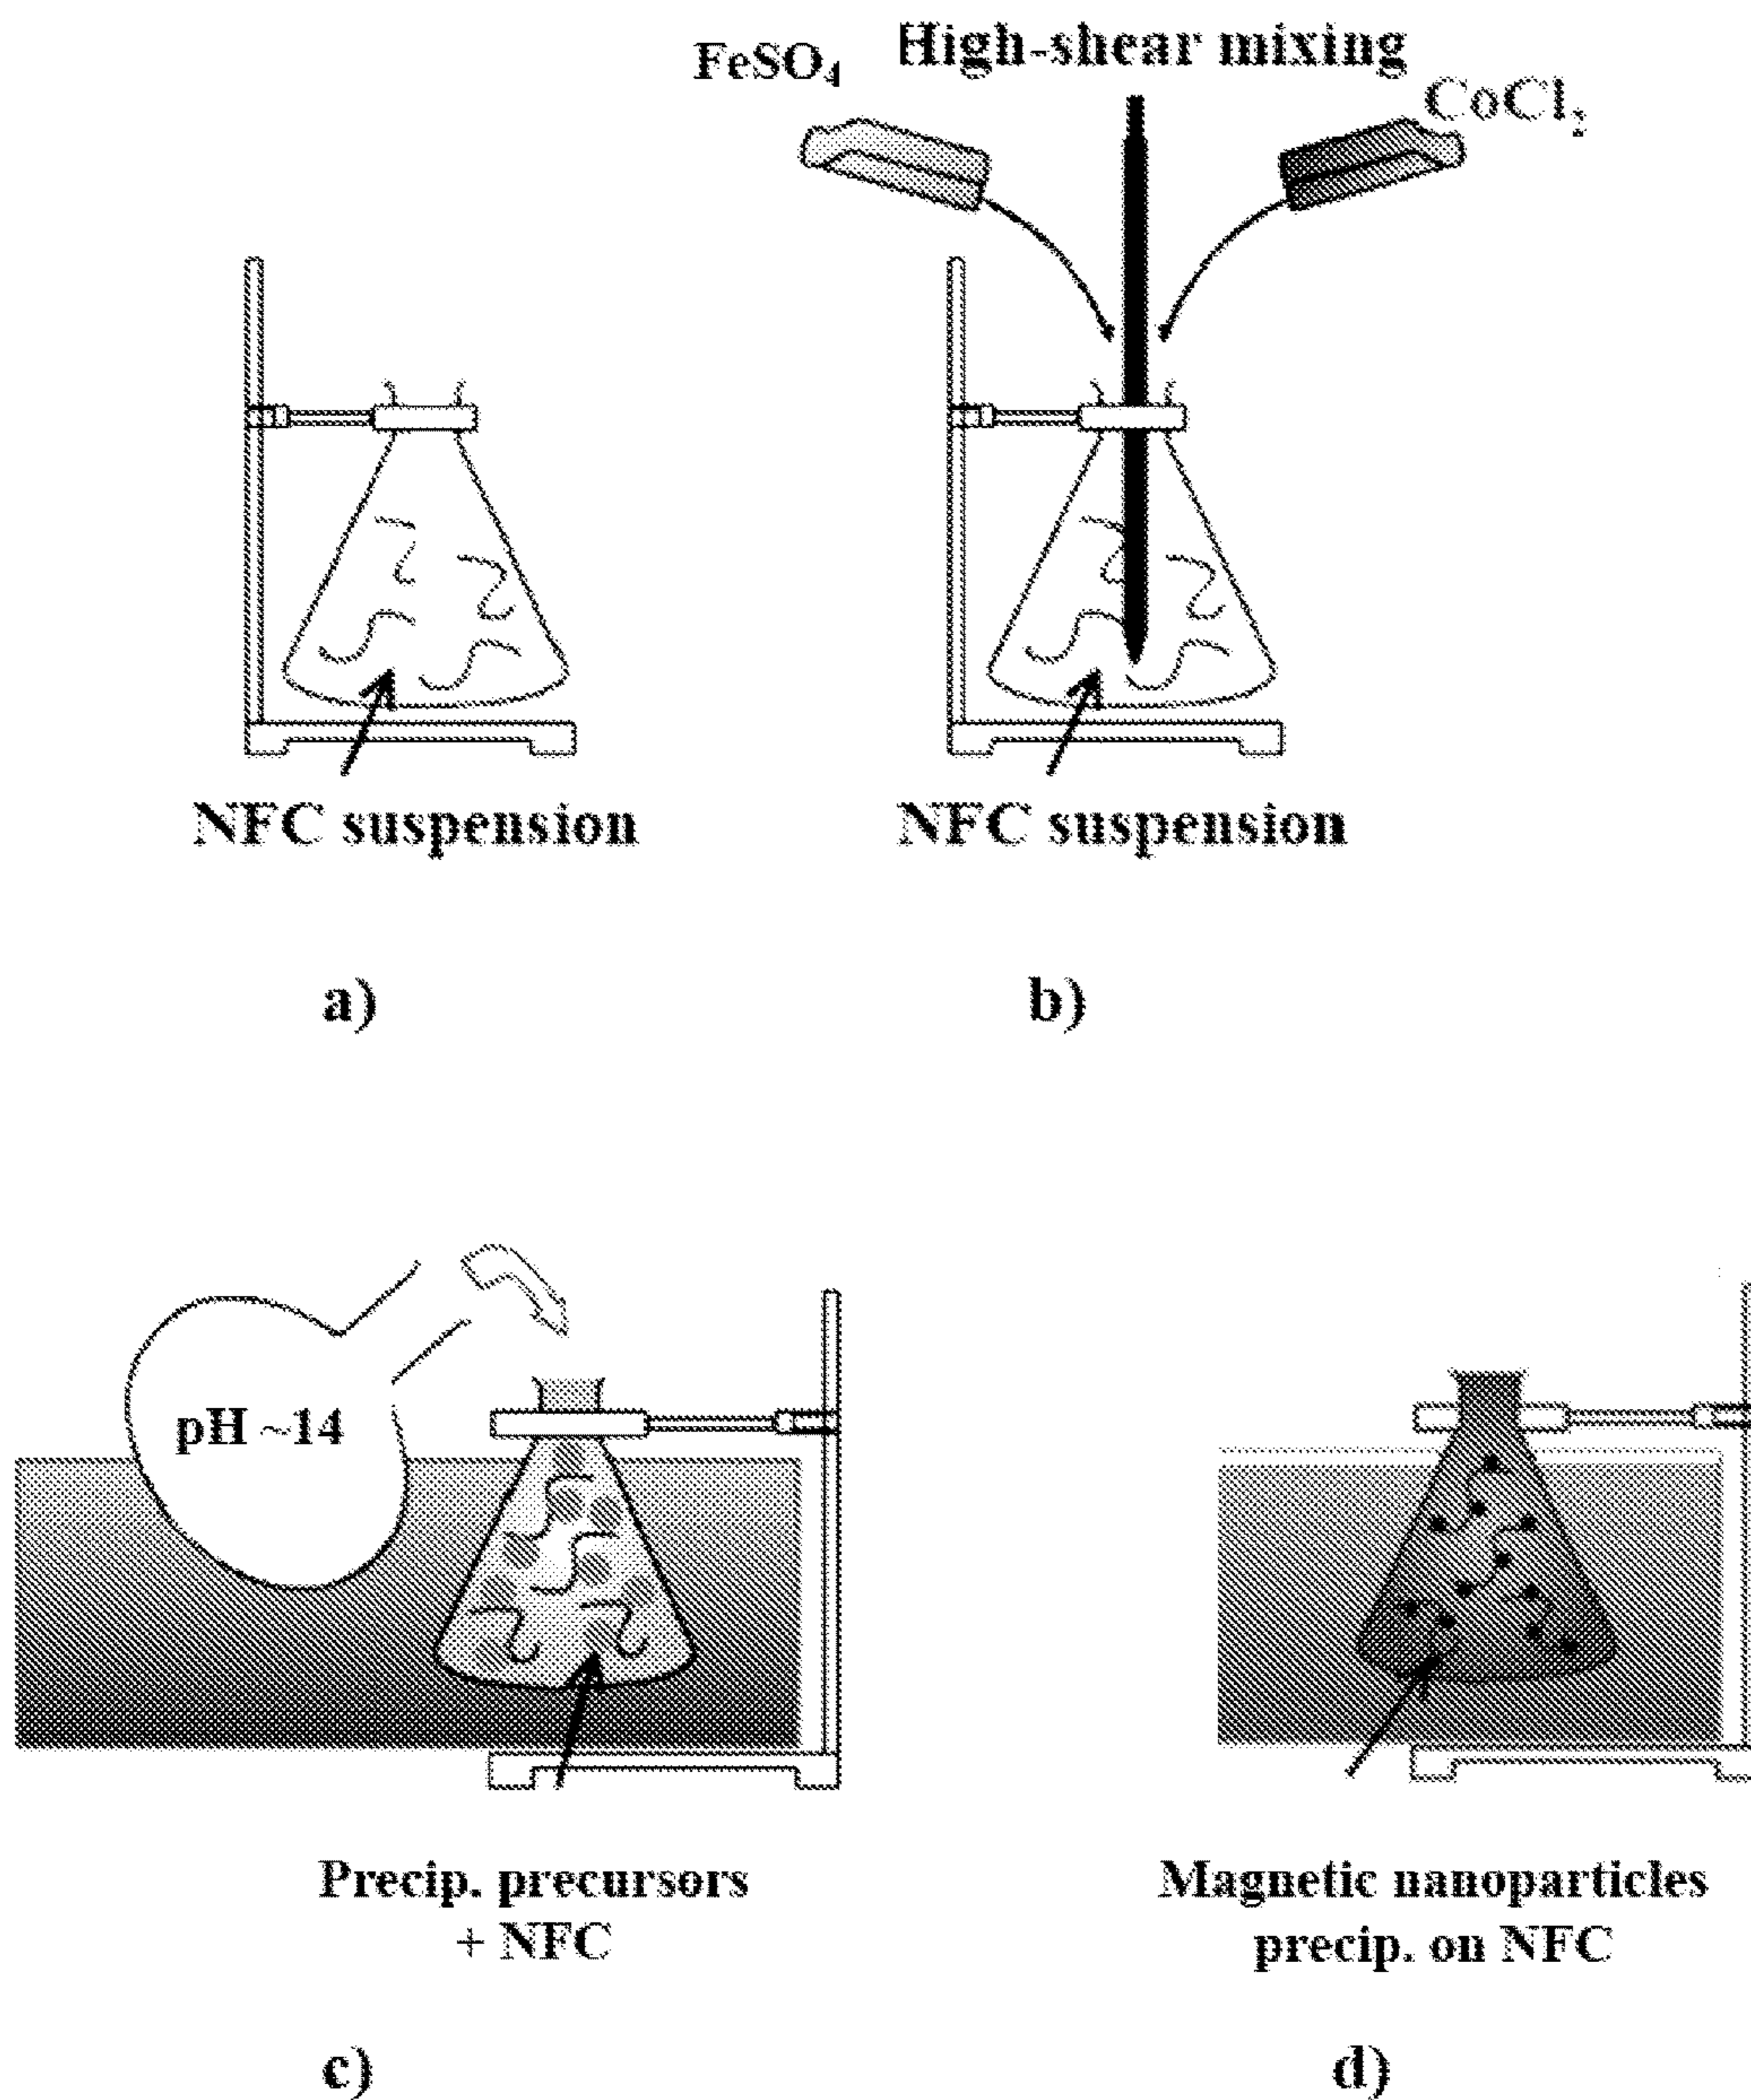 FeSO₄
High-shear mixing
CoCl₂
NFC suspension
NFC suspension
a)
b)
pH ~14
Precip. precursors
+ NFC
Magnetic nanoparticles
precip. on NFC
c)
d)